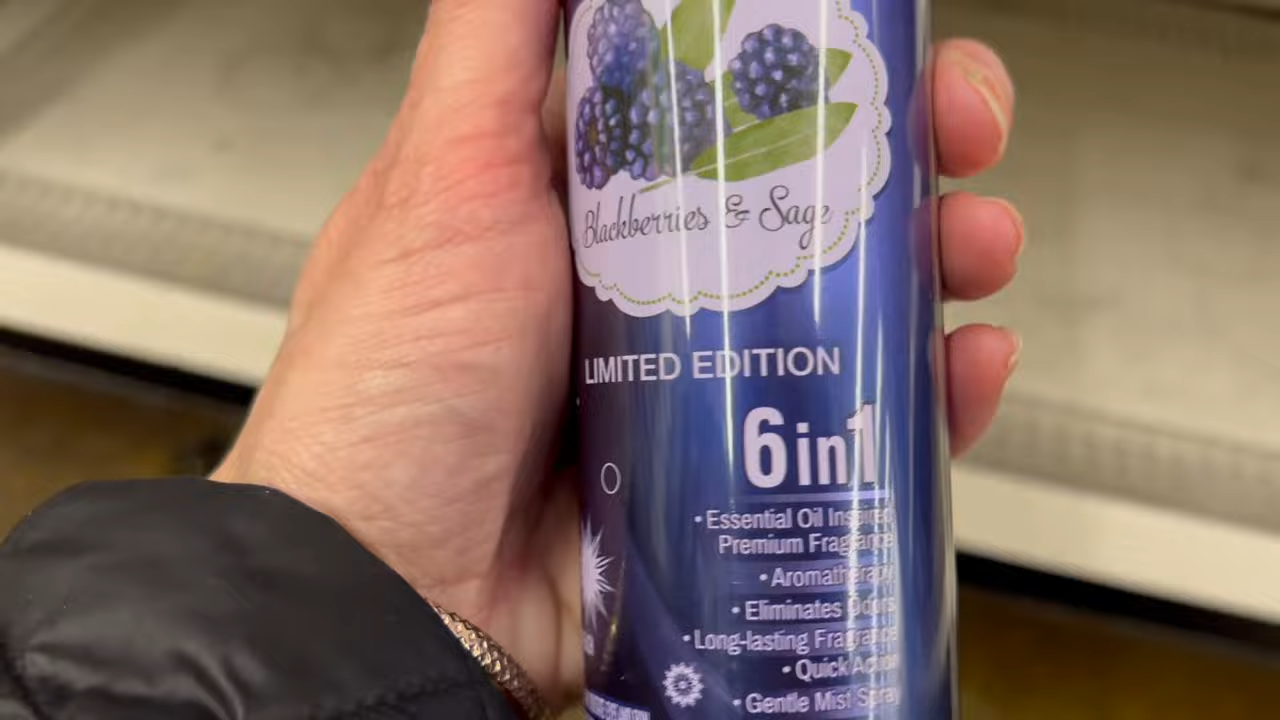 Blackberries & Sage
LIMITED EDITION
6in1
• Essential Oil Inspired
Premium Fragrance
• Aromatherapy
• Eliminates Odors
• Long-lasting Fragrance
• Quick Action
• Gentle Mist Spray